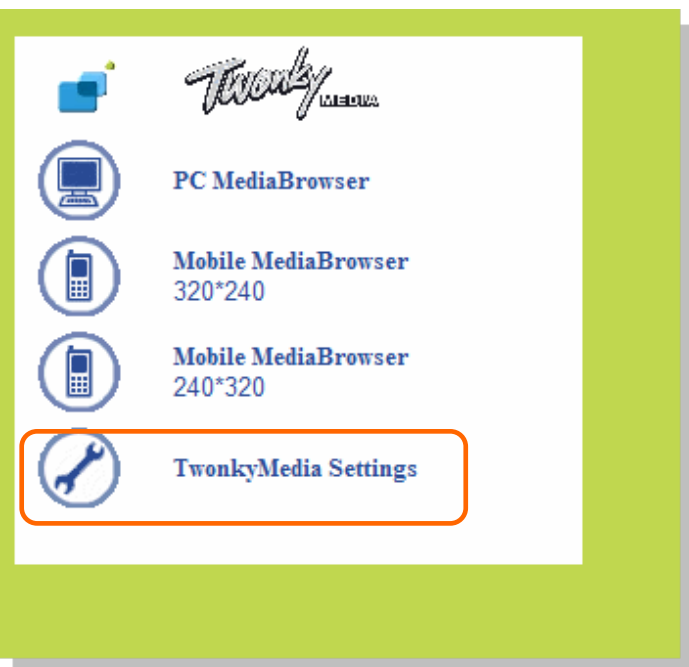 Twonky
MEDIA
PC MediaBrowser
Mobile MediaBrowser
320*240
Mobile MediaBrowser
240*320
TwonkyMedia Settings